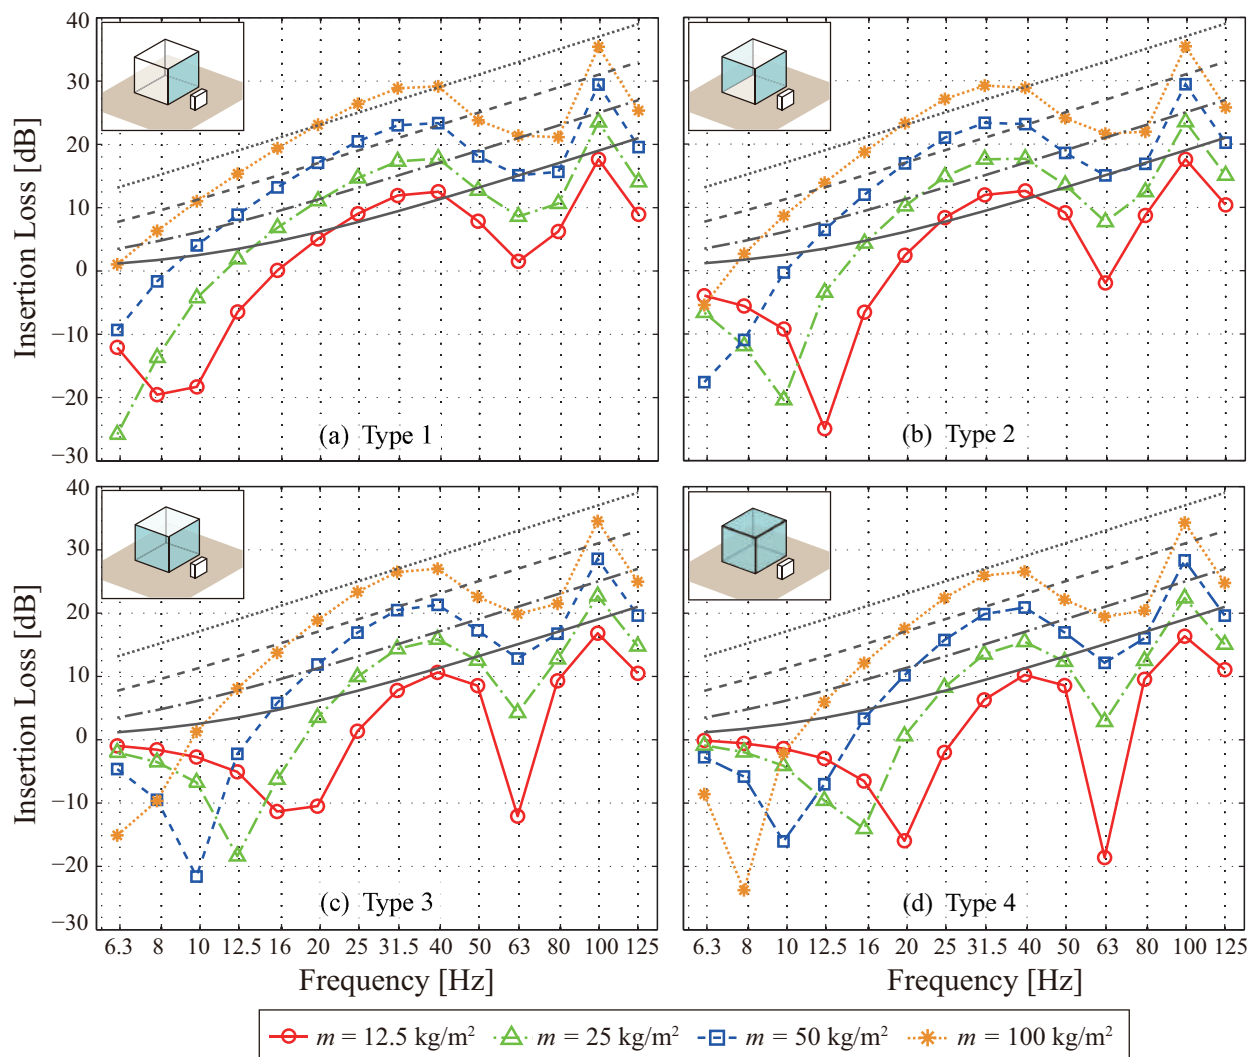 Insertion Loss [dB]
40
30
20
10
0
−10
−20
−30
(a) Type 1
(b) Type 2
Insertion Loss [dB]
40
30
20
10
0
−10
−20
−30
(c) Type 3
(d) Type 4
6.3 8 10 12.5 16 20 25 31.5 40 50 63 80 100 125
6.3 8 10 12.5 16 20 25 31.5 40 50 63 80 100 125
Frequency [Hz]
Frequency [Hz]
m = 12.5 kg/m² m = 25 kg/m² m = 50 kg/m² m = 100 kg/m²